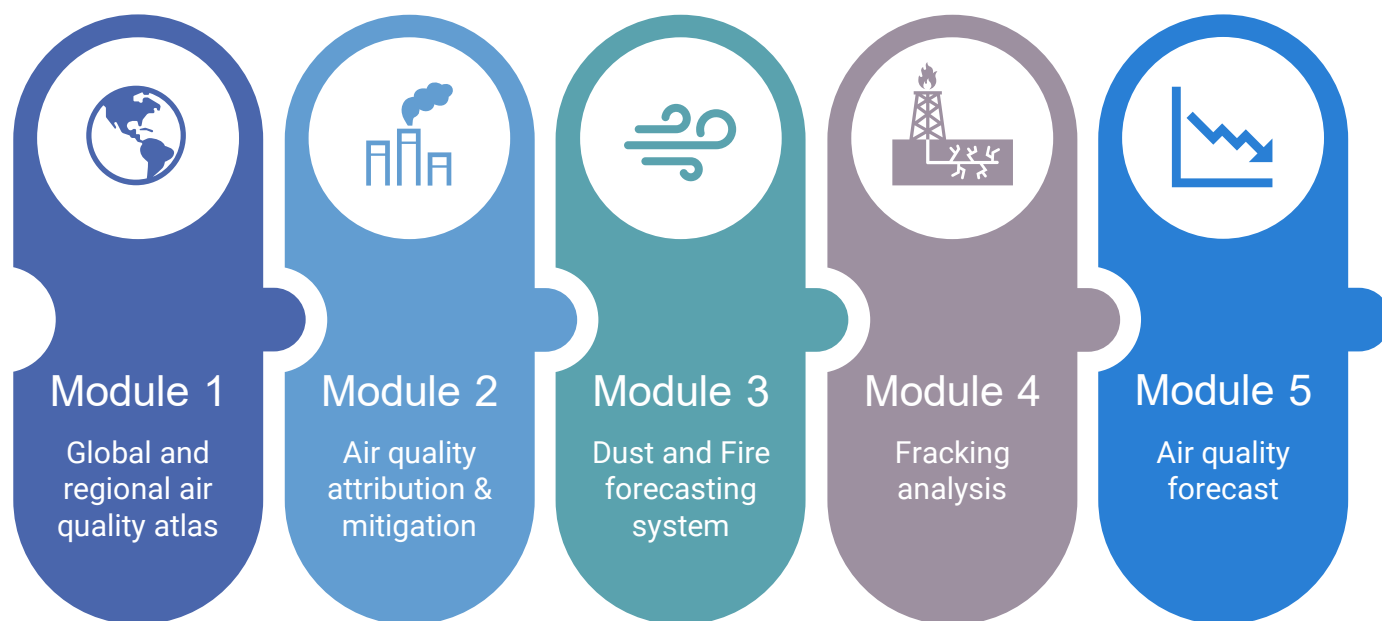 Module 1
Global and
regional air
quality atlas
Module 2
Air quality
attribution &
mitigation
Module 3
Dust and Fire
forecasting
system
Module 4
Fracking
analysis
Module 5
Air quality
forecast